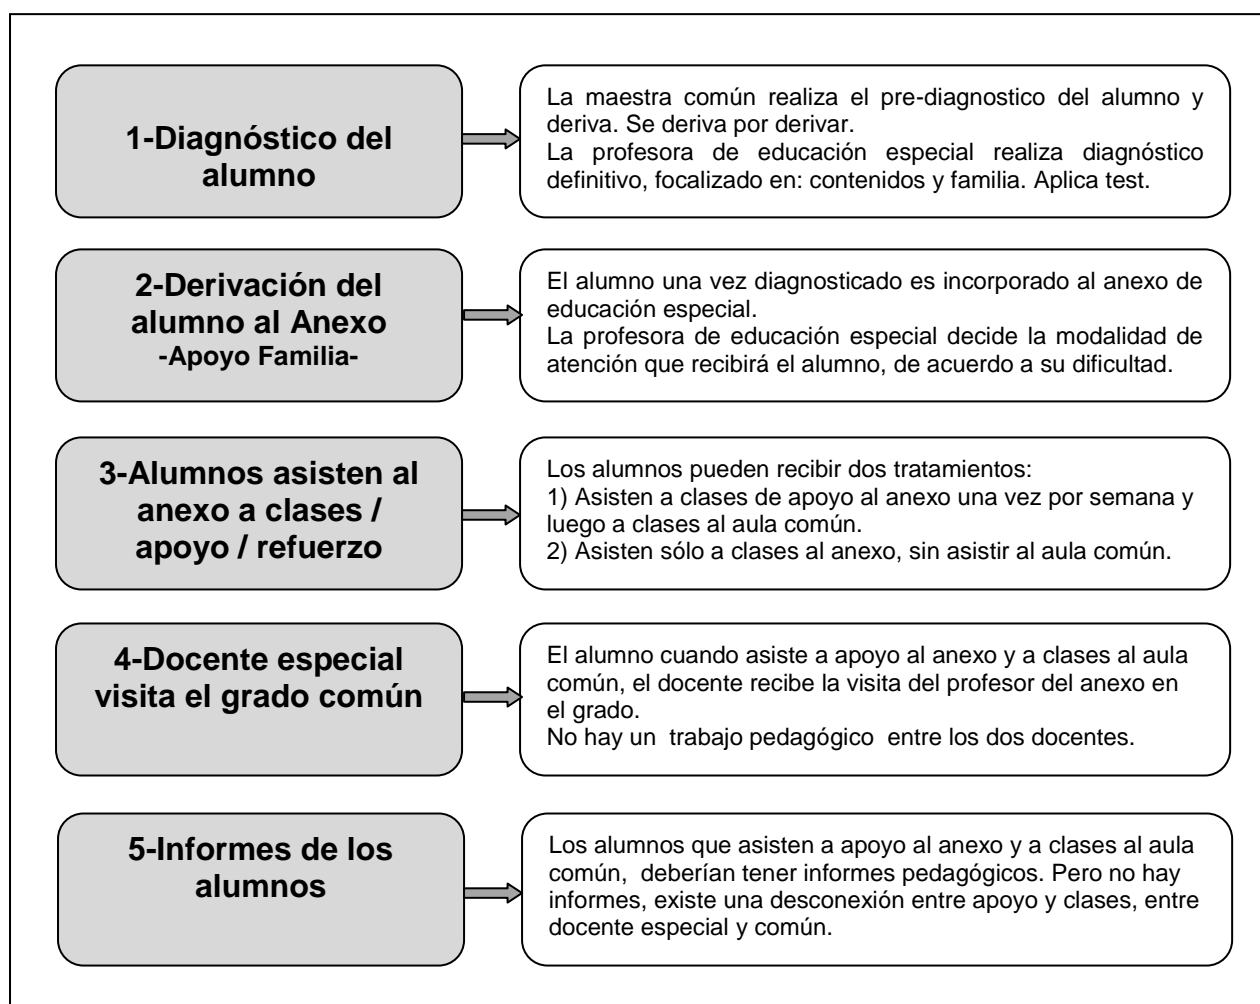 1-Diagnóstico del
alumno
La maestra común realiza el pre-diagnostico del alumno y
deriva. Se deriva por derivar.
La profesora de educación especial realiza diagnóstico
definitivo, focalizado en: contenidos y familia. Aplica test.
2-Derivación del
alumno al Anexo
-Apoyo Familia-
El alumno una vez diagnosticado es incorporado al anexo de
educación especial.
La profesora de educación especial decide la modalidad de
atención que recibirá el alumno, de acuerdo a su dificultad.
3-Alumnos asisten al
anexo a clases /
apoyo / refuerzo
Los alumnos pueden recibir dos tratamientos:
1) Asisten a clases de apoyo al anexo una vez por semana y
luego a clases al aula común.
2) Asisten sólo a clases al anexo, sin asistir al aula común.
4-Docente especial
visita el grado común
El alumno cuando asiste a apoyo al anexo y a clases al aula
común, el docente recibe la visita del profesor del anexo en
el grado.
No hay un trabajo pedagógico entre los dos docentes.
5-Informes de los
alumnos
Los alumnos que asisten a apoyo al anexo y a clases al aula
común, deberían tener informes pedagógicos. Pero no hay
informes, existe una desconexión entre apoyo y clases, entre
docente especial y común.